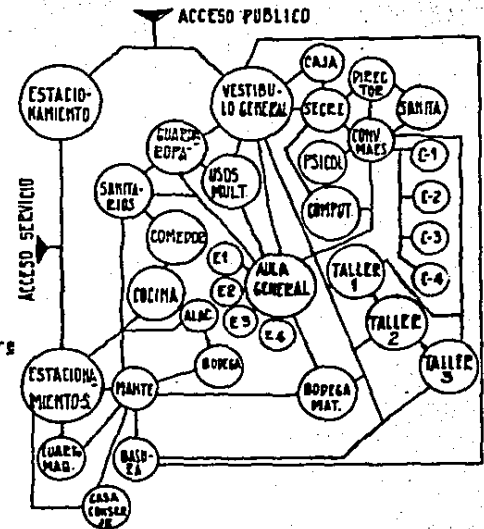 ACCESO PUBLICO
ESTACIO-
NAMIENTO
VESTIBU-
LO GENERAL
CAJA
DIREC
TOR
SECRE
SANITA
CONV.
MAES
GUARDA
ROPA
PSICOL
E-1
USOS
MULT.
SANITA-
RIOS
COMPUT.
E-2
ACCESO SERVICIO
COMEDOR
E-3
E1
E2
E3
E4
AULA
GENERAL
TALLER
1
E-4
COCINA
ALAC
TALLER
2
ESTACIONA-
MIENTO-S.
MANTE
BODEGA
BODEGA
MAT.
TALLER
3
CUARTO
MAQ.
BASU-
RA
CASA
CONSER
JE